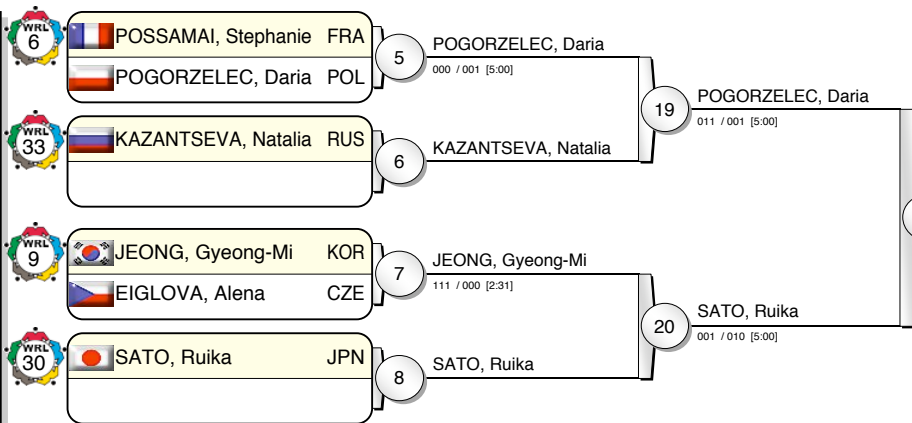 WRL 6 POSSAMAI, Stephanie FRA
POGORZELEC, Daria POL
5
POGORZELEC, Daria
000 / 001 [5:00]
WRL 33 KAZANTSEVA, Natalia RUS
6
KAZANTSEVA, Natalia
19
POGORZELEC, Daria
011 / 001 [5:00]
WRL 9 JEONG, Gyeong-Mi KOR
EIGLOVA, Alena CZE
7
JEONG, Gyeong-Mi
111 / 000 [2:31]
WRL 30 SATO, Ruika JPN
8
SATO, Ruika
20
SATO, Ruika
001 / 010 [5:00]